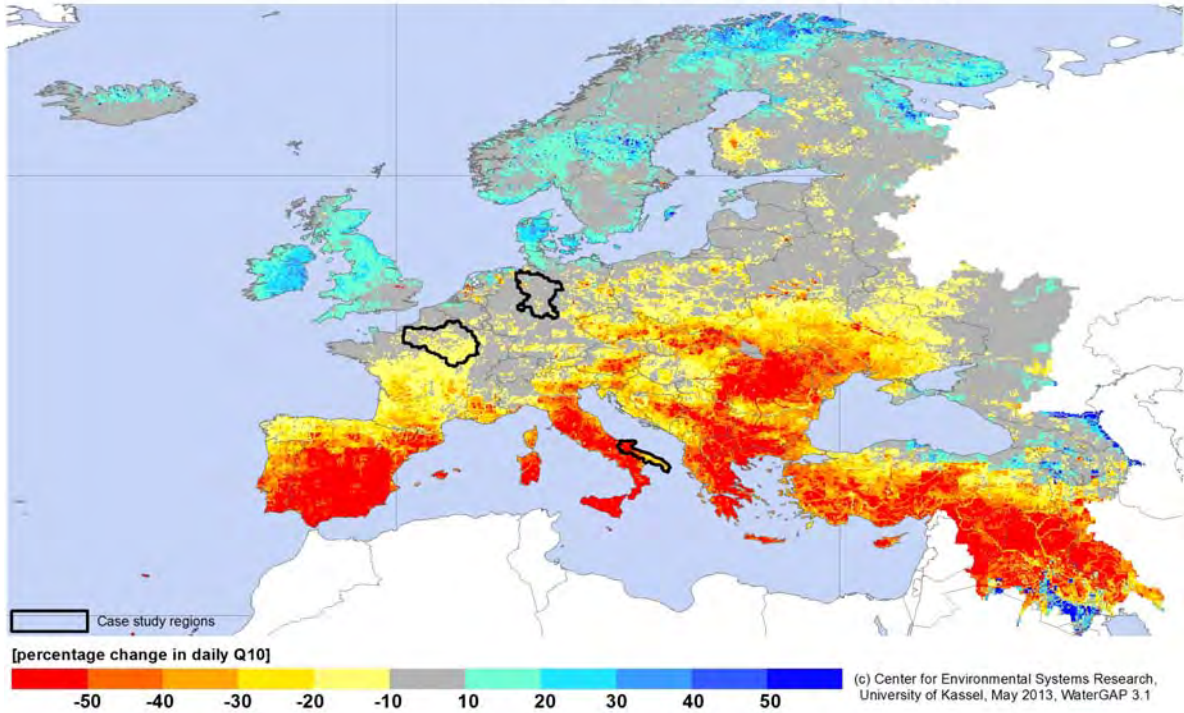 Case study regions
[percentage change in daily Q10]
-50 -40 -30 -20 -10 10 20 30 40 50
(c) Center for Environmental Systems Research,
University of Kassel, May 2013, WaterGAP 3.1